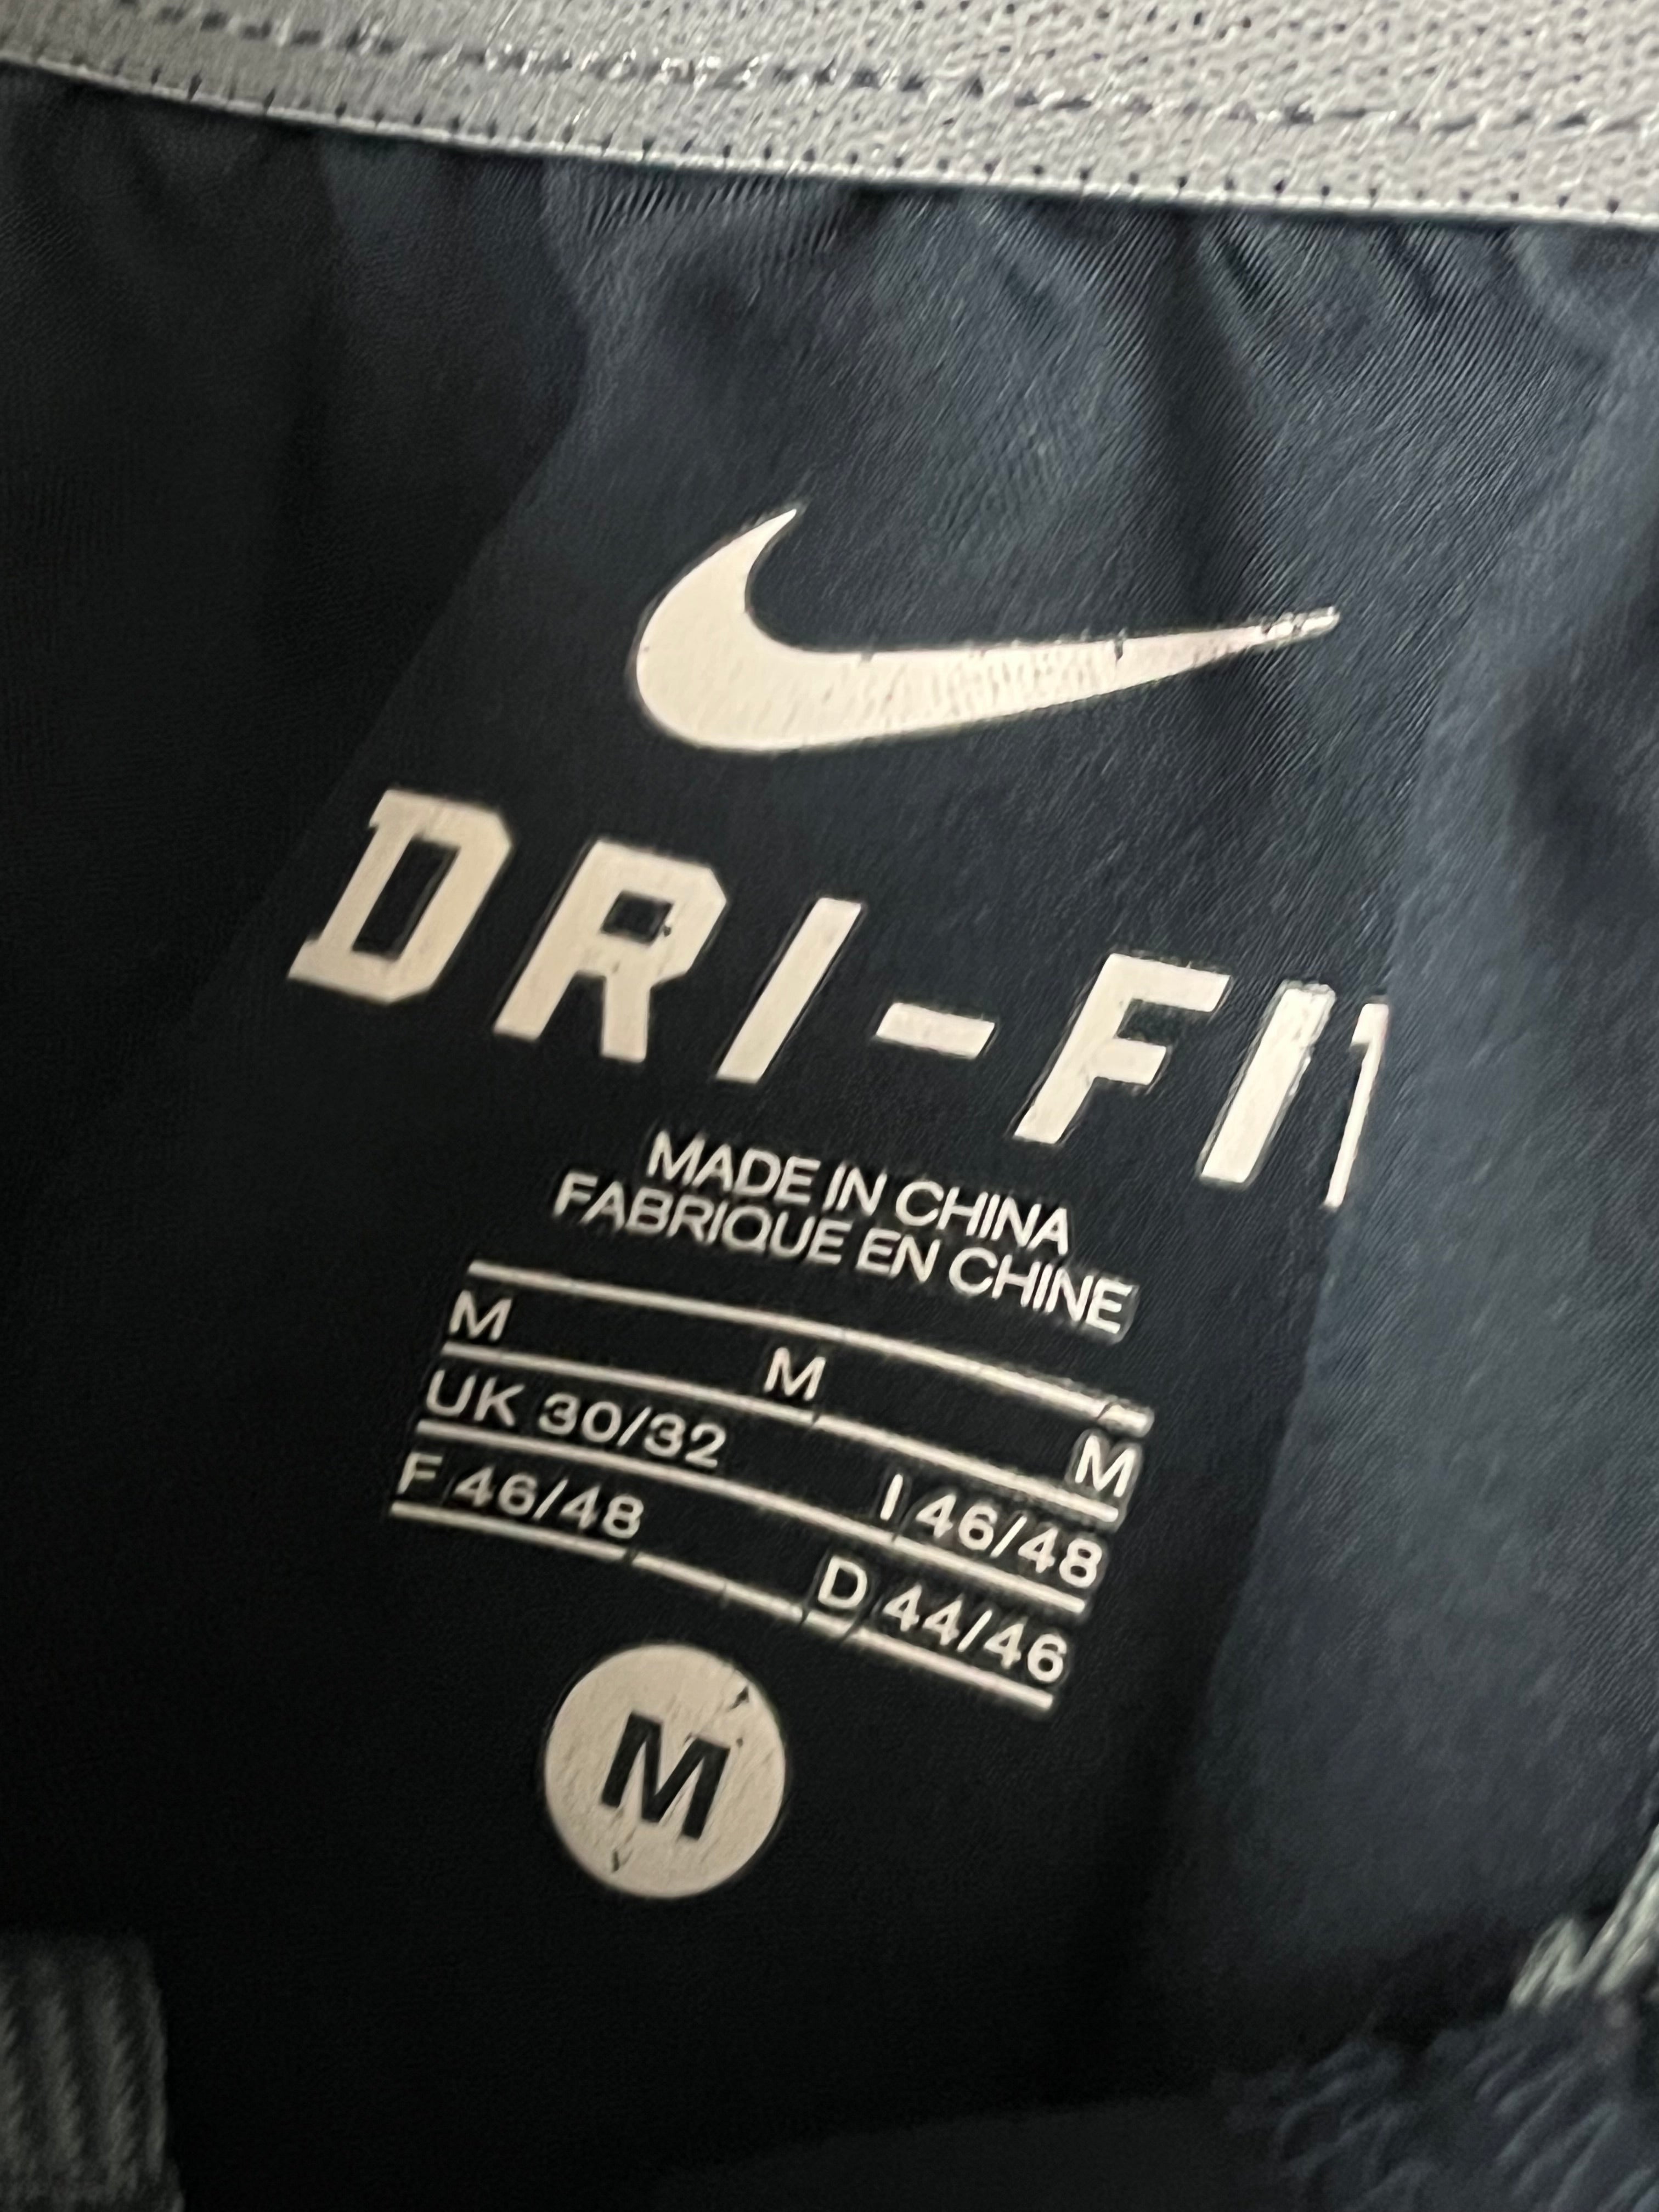 DRI-FIT
MADE IN CHINA
FABRIQUE EN CHINE
M M M
UK 30/32 I 46/48
F 46/48 D 44/46
M